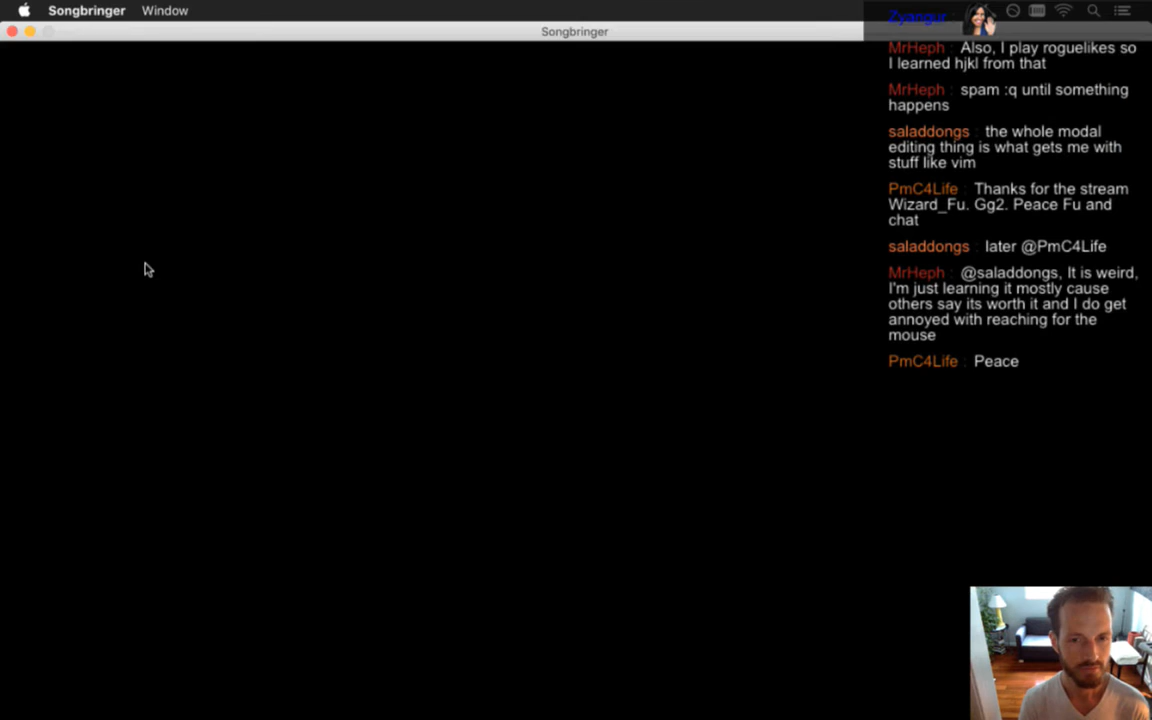 Songbringer Window
Songbringer
Zyangur
MrHeph : Also, I play roguelikes so
I learned hjkl from that
MrHeph : spam :q until something
happens
saladdongs : the whole modal
editing thing is what gets me with
stuff like vim
PmC4Life : Thanks for the stream
Wizard_Fu. Gg2. Peace Fu and
chat
saladdongs : later @PmC4Life
MrHeph : @saladdongs, It is weird,
I'm just learning it mostly cause
others say its worth it and I do get
annoyed with reaching for the
mouse
PmC4Life : Peace